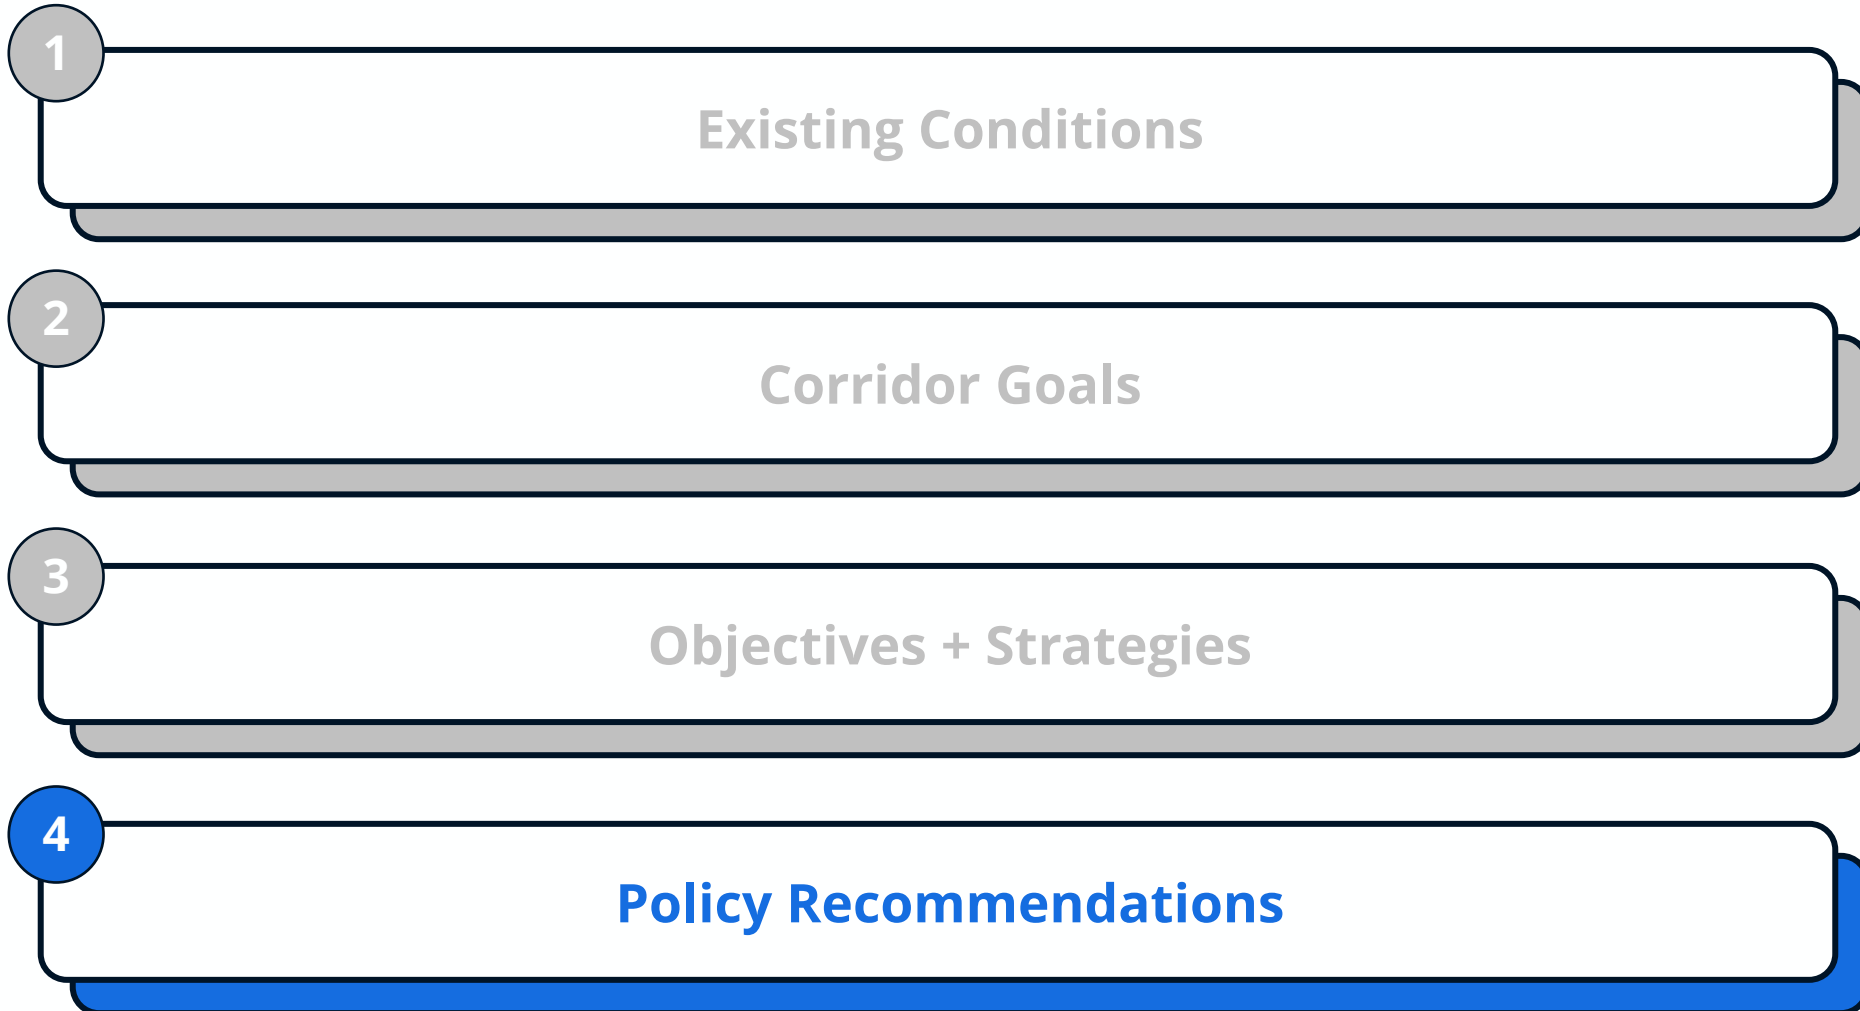 1
Existing Conditions
2
Corridor Goals
3
Objectives + Strategies
4
Policy Recommendations